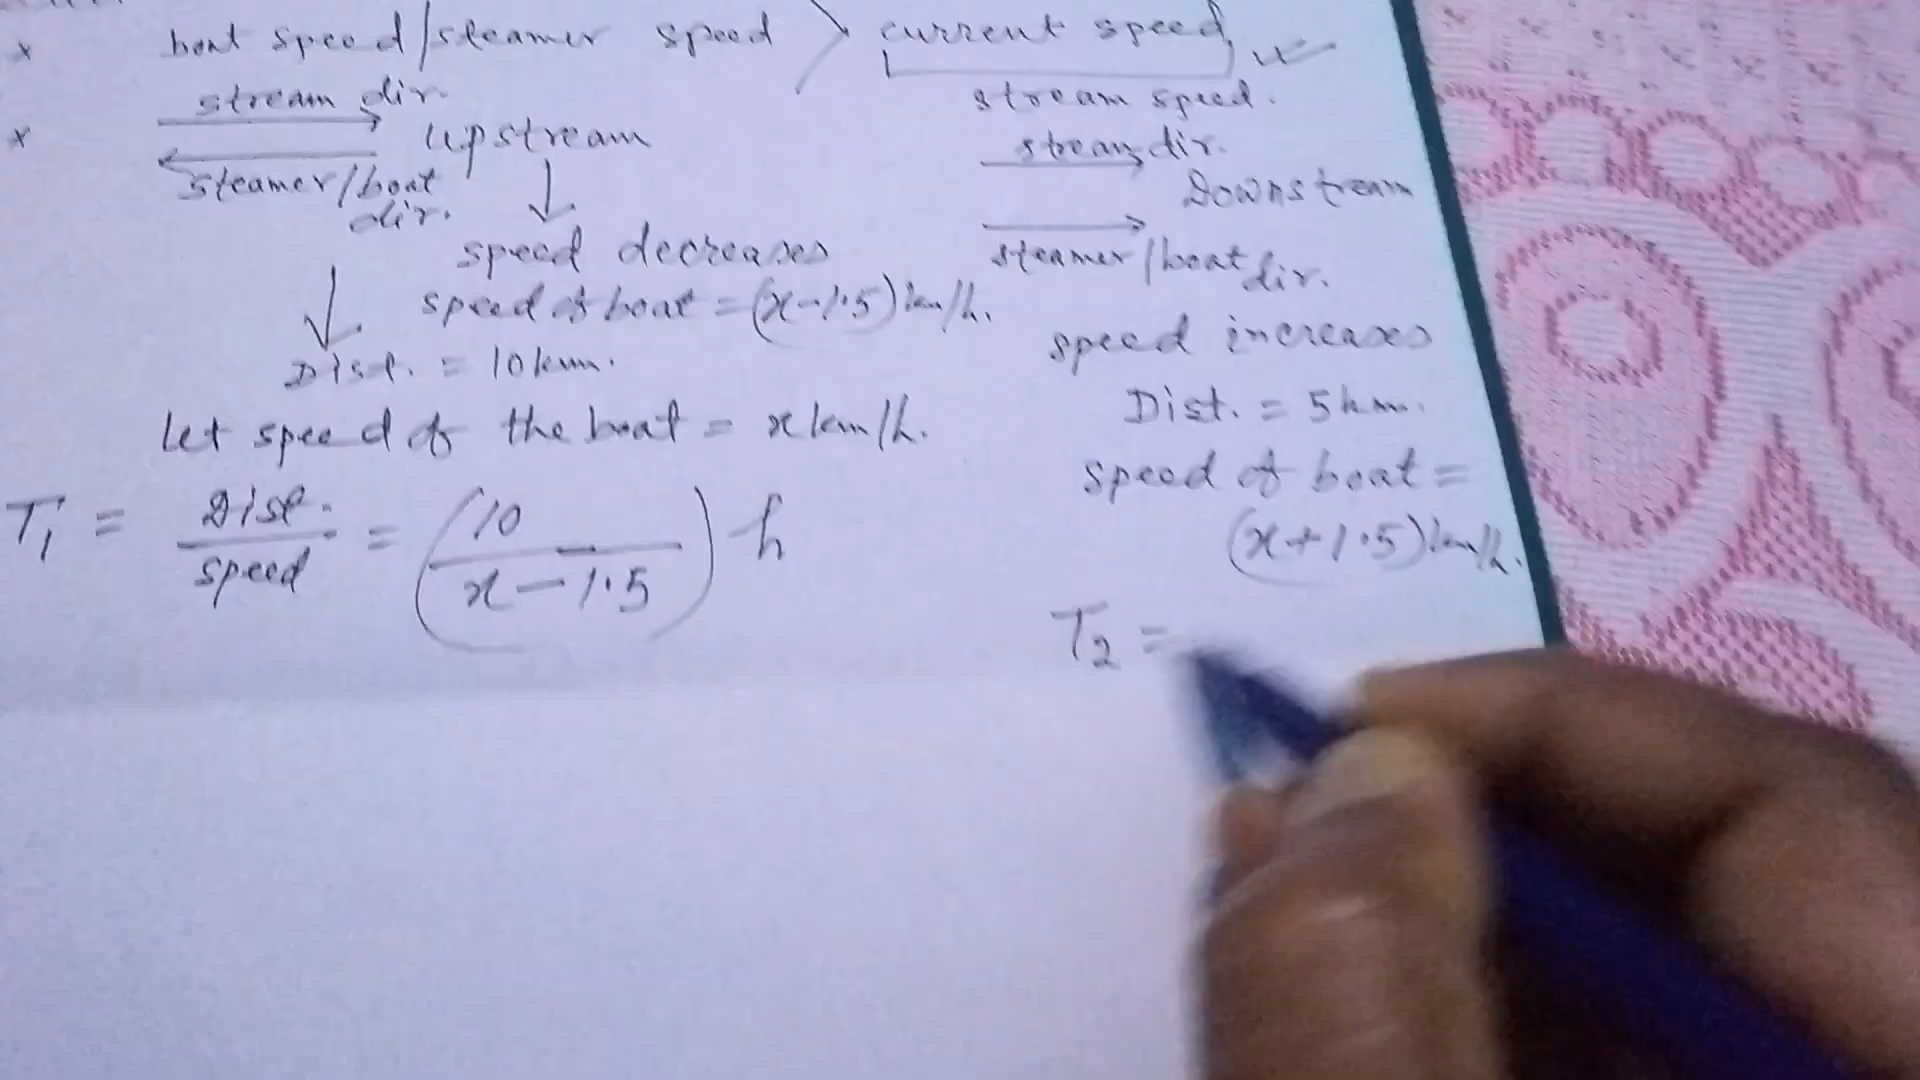 * boat speed/steamer speed > current speed
stream speed.
stream dir.
* upstream
steamer/boat dir.
speed decreases
speed of boat = (x-1.5) km/h.
Dist. = 10 km.
Let speed of the boat = x km/h.
T1 = Dist./speed = (10/x-1.5) h
stream dir.
Downstream
steamer/boat dir.
speed increases
Dist. = 5 km.
speed of boat =
(x+1.5) km/h.
T2 =